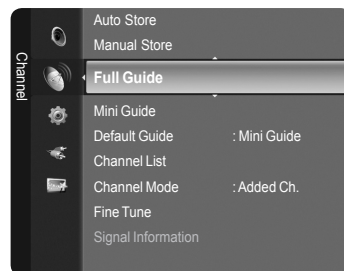 Channel
Auto Store
Manual Store
Full Guide
Mini Guide
Default Guide : Mini Guide
Channel List
Channel Mode : Added Ch.
Fine Tune
Signal Information